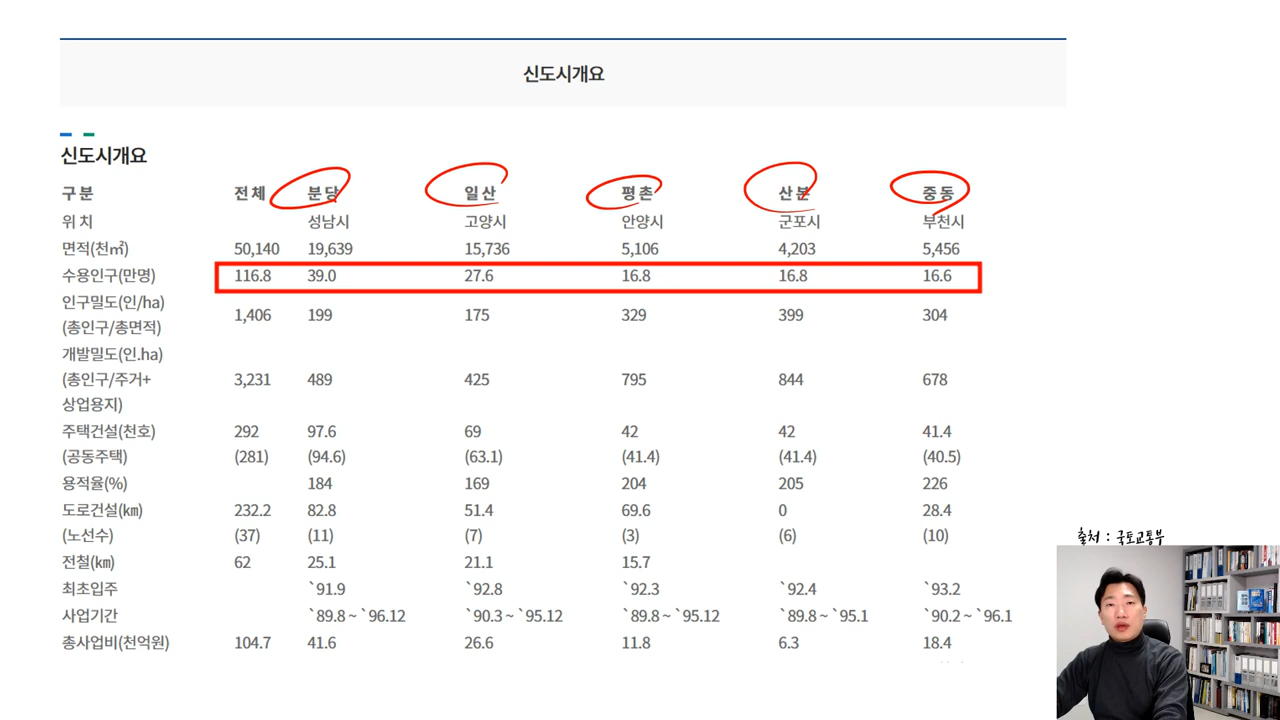 신도시개요
신도시개요
구분 전체 분당 일산 평촌 산본 중동
위치 성남시 고양시 안양시 군포시 부천시
면적(천㎡) 50,140 19,639 15,736 5,106 4,203 5,456
수용인구(만명) 116.8 39.0 27.6 16.8 16.8 16.6
인구밀도(인/ha)
(총인구/총면적) 1,406 199 175 329 399 304
개발밀도(인.ha)
(총인구/주거+ 3,231 489 425 795 844 678
상업용지)
주택건설(천호) 292 97.6 69 42 42 41.4
(공동주택) (281) (94.6) (63.1) (41.4) (41.4) (40.5)
용적율(%) 184 169 204 205 226
도로건설(㎞) 232.2 82.8 51.4 69.6 0 28.4
(노선수) (37) (11) (7) (3) (6) (10)
전철(㎞) 62 25.1 21.1 15.7
최초입주 `91.9 `92.8 `92.3 `92.4 `93.2
사업기간 `89.8 ~ `96.12 `90.3 ~ `95.12 `89.8 ~ `95.12 `89.8 ~ `95.1 `90.2 ~ `96.1
총사업비(천억원) 104.7 41.6 26.6 11.8 6.3 18.4
출처 : 국토교통부